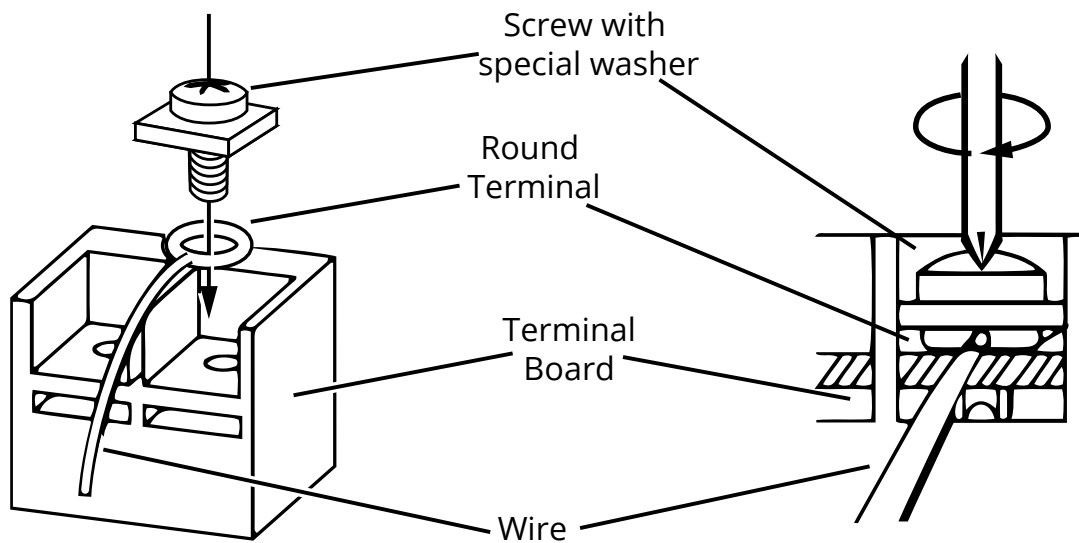 Screw with
special washer
Round
Terminal
Terminal
Board
Wire